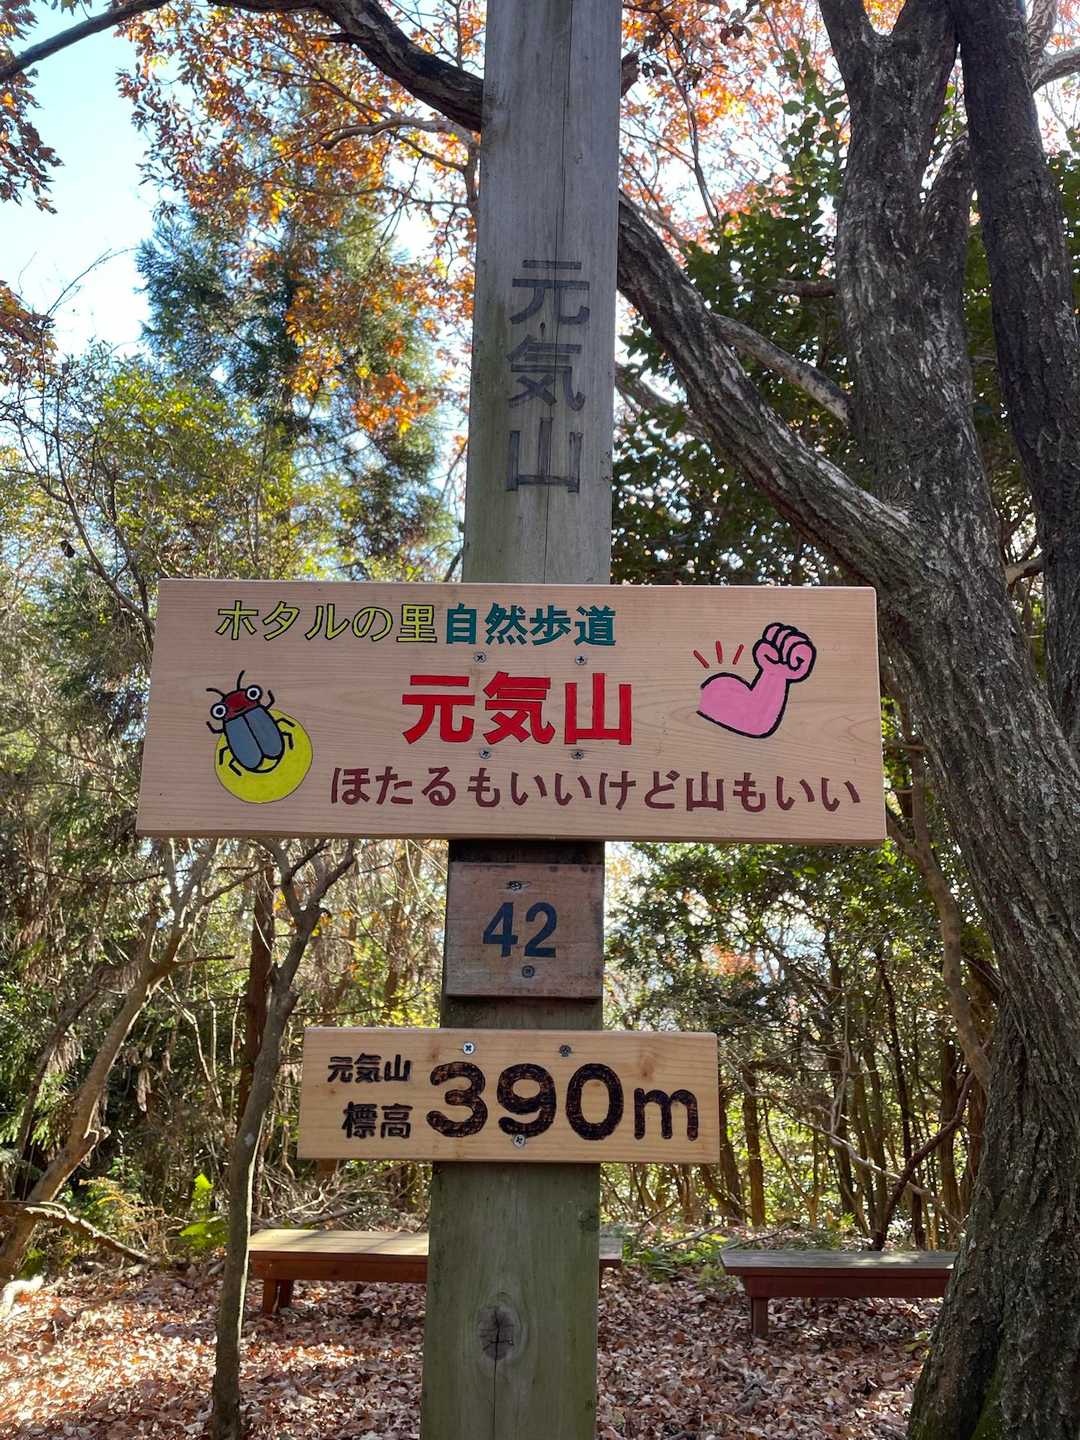 元気山
ホタルの里自然歩道
元気山
ほたるもいいけど山もいい
42
元気山
標高 390m